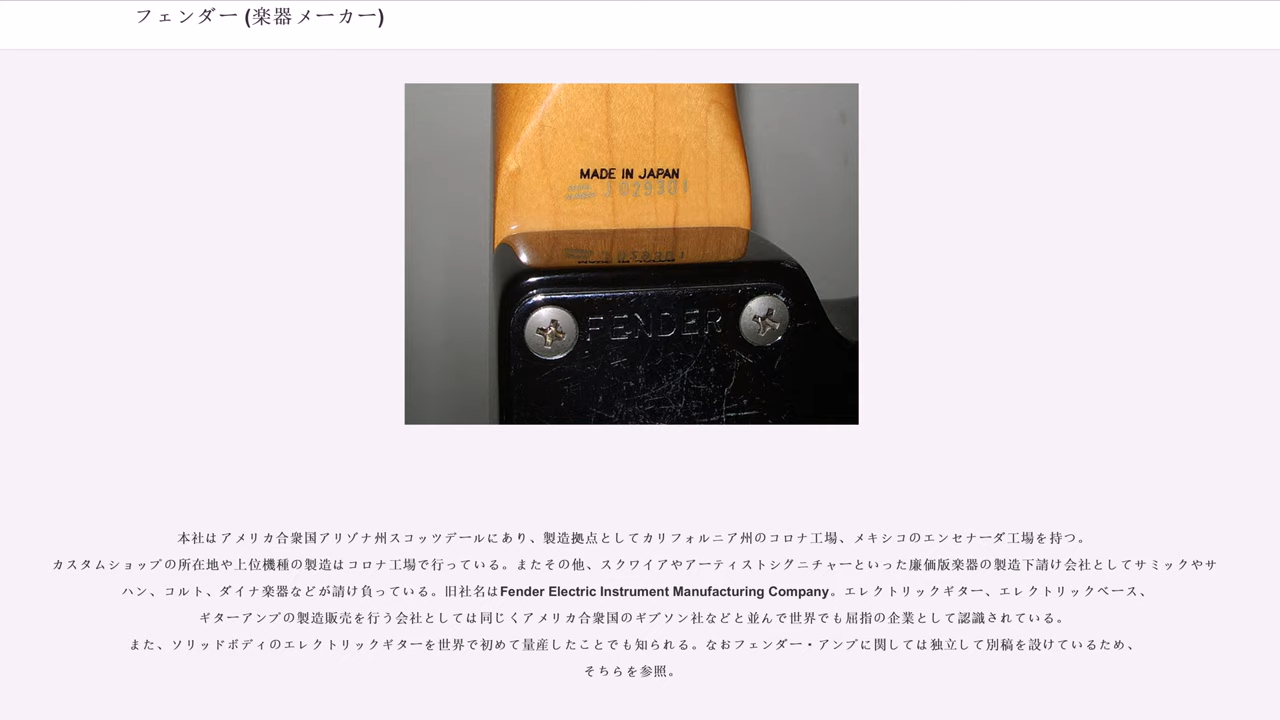 フェンダー (楽器メーカー)
MADE IN JAPAN
J029301
FENDER
本社はアメリカ合衆国アリゾナ州スコッツデールにあり、製造拠点としてカリフォルニア州のコロナ工場、メキシコのエンセナーダ工場を持つ。
カスタムショップの所在地や上位機種の製造はコロナ工場で行っている。またその他、スクワイアやアーティストシグニチャーといった廉価版楽器の製造下請け会社としてサミックやサ
ハン、コルト、ダイナ楽器などが請け負っている。旧社名はFender Electric Instrument Manufacturing Company。エレクトリックギター、エレクトリックベース、
ギターアンプの製造販売を行う会社としては同じくアメリカ合衆国のギブソン社などと並んで世界でも屈指の企業として認識されている。
また、ソリッドボディのエレクトリックギターを世界で初めて量産したことでも知られる。なおフェンダー・アンプに関しては独立して別稿を設けているため、
そちらを参照。